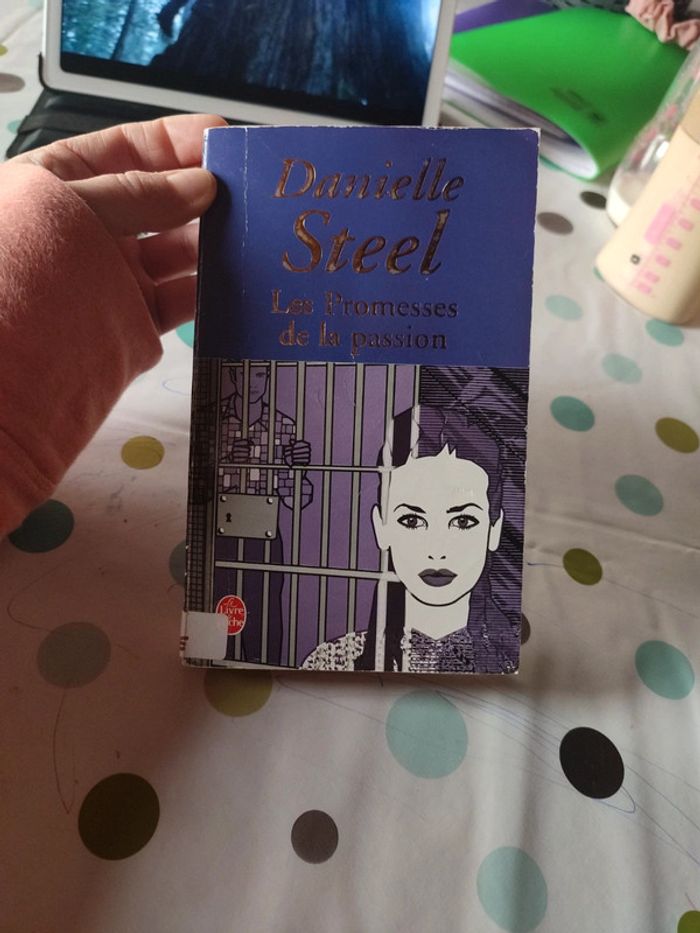 Danielle
Steel
Les Promesses
de la passion
Le
Livre
de Poche